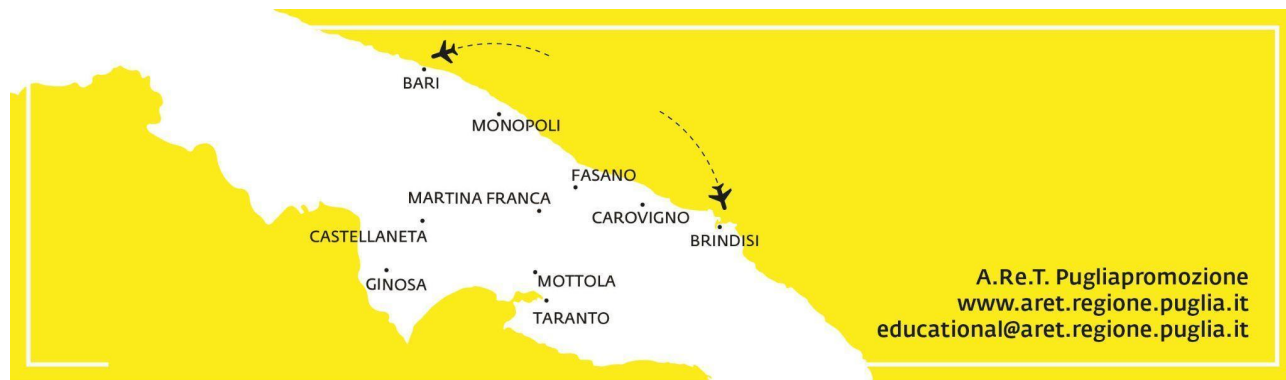 BARI
MONOPOLI
FASANO
MARTINA FRANCA
CAROVIGNO
CASTELLANETA
BRINDISI
GINOSA
MOTTOLA
TARANTO
A.Re.T. Pugliapromozione
www.aret.regione.puglia.it
educational@aret.regione.puglia.it